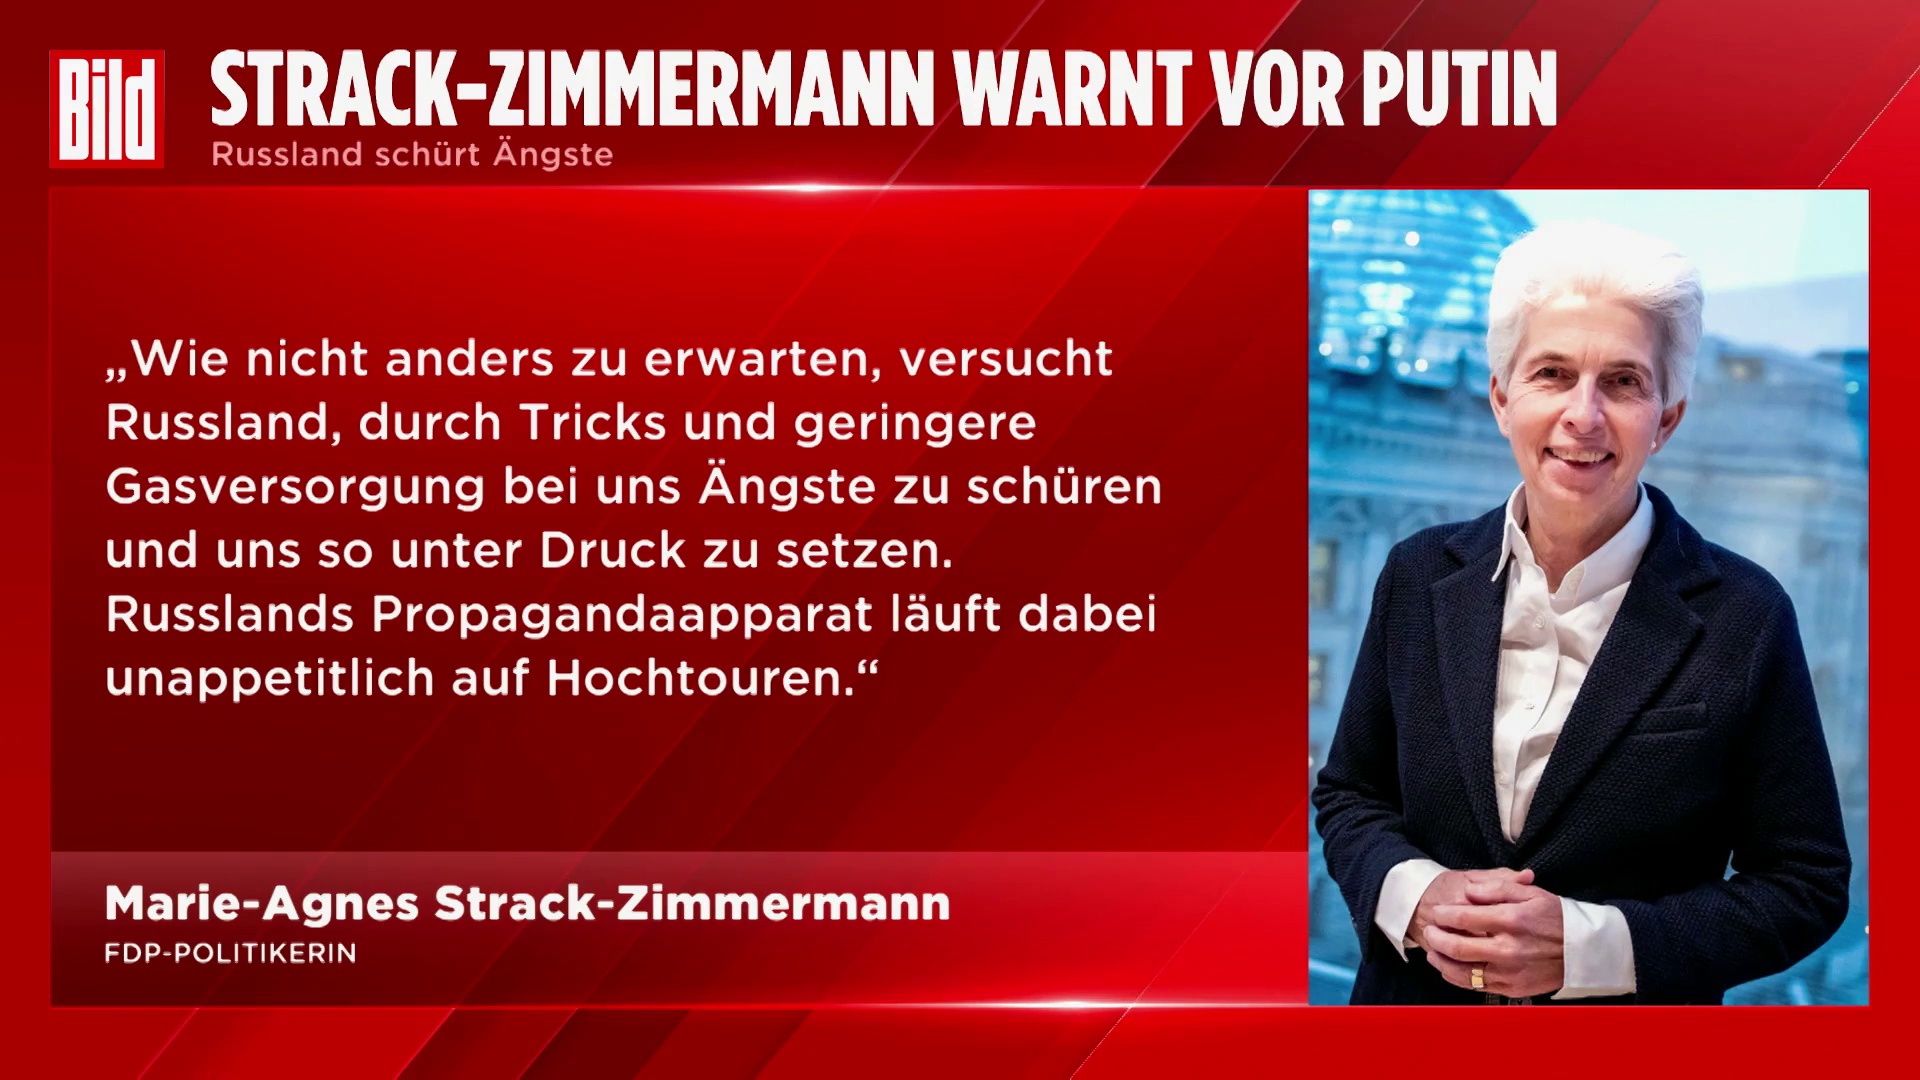 Bild
STRACK-ZIMMERMANN WARNT VOR PUTIN
Russland schürt Ängste
„Wie nicht anders zu erwarten, versucht
Russland, durch Tricks und geringere
Gasversorgung bei uns Ängste zu schüren
und uns so unter Druck zu setzen.
Russlands Propagandaapparat läuft dabei
unappetitlich auf Hochtouren.“
Marie-Agnes Strack-Zimmermann
FDP-POLITIKERIN